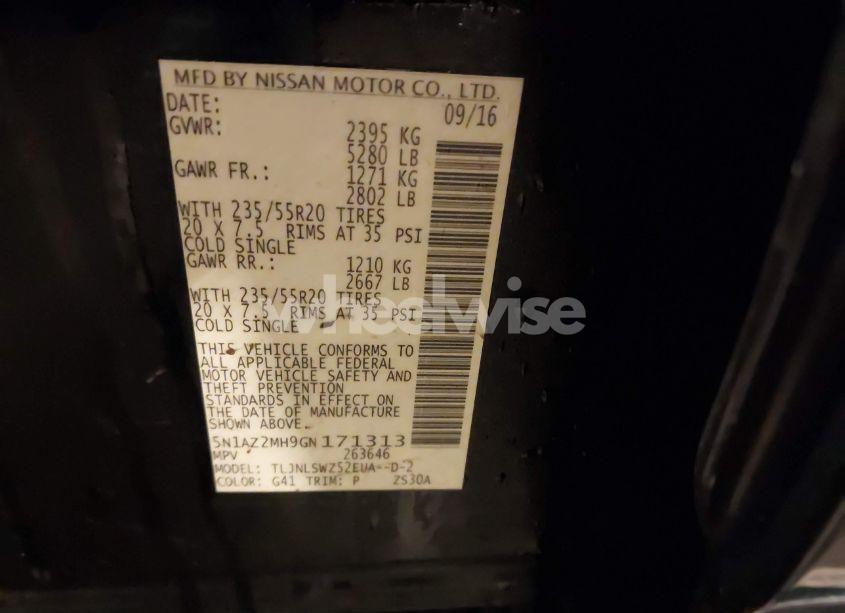 MFD BY NISSAN MOTOR CO., LTD.
DATE: 09/16
GVWR: 2395 KG
5280 LB
GAWR FR.: 1271 KG
2802 LB
WITH 235/55R20 TIRES
20 X 7.5 RIMS AT 35 PSI
COLD SINGLE
GAWR RR.: 1210 KG
2667 LB
WITH 235/55R20 TIRES
20 X 7.5 RIMS AT 35 PSI
COLD SINGLE
wheelwise
THIS VEHICLE CONFORMS TO
ALL APPLICABLE FEDERAL
MOTOR VEHICLE SAFETY AND
THEFT PREVENTION
STANDARDS IN EFFECT ON
THE DATE OF MANUFACTURE
SHOWN ABOVE.
5N1AZ2MH9GN171313
MPV 263646
MODEL: TLJNLSWZ52EUA--D-2
COLOR: G41 TRIM: P ZS30A